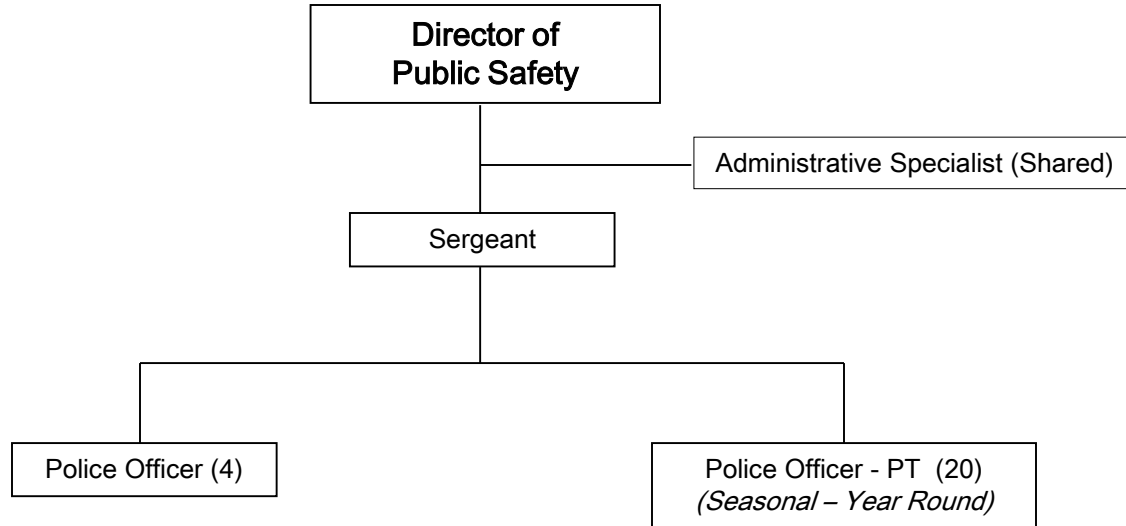 Director of
Public Safety
Administrative Specialist (Shared)
Sergeant
Police Officer (4)
Police Officer - PT (20)
(Seasonal – Year Round)